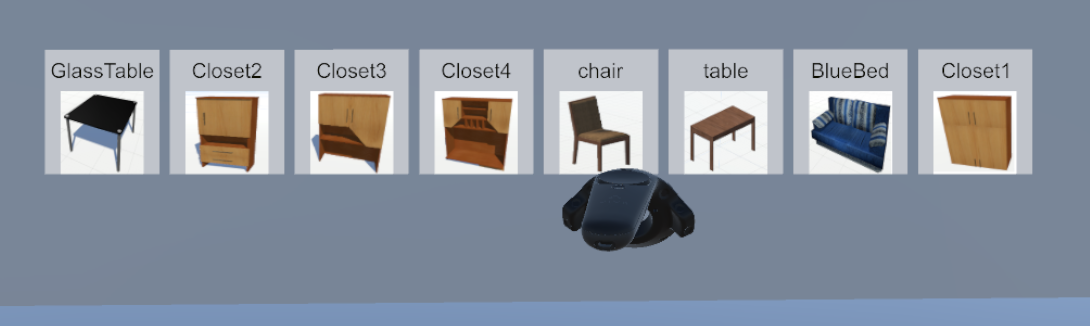 GlassTable
Closet2
Closet3
Closet4
chair
table
BlueBed
Closet1